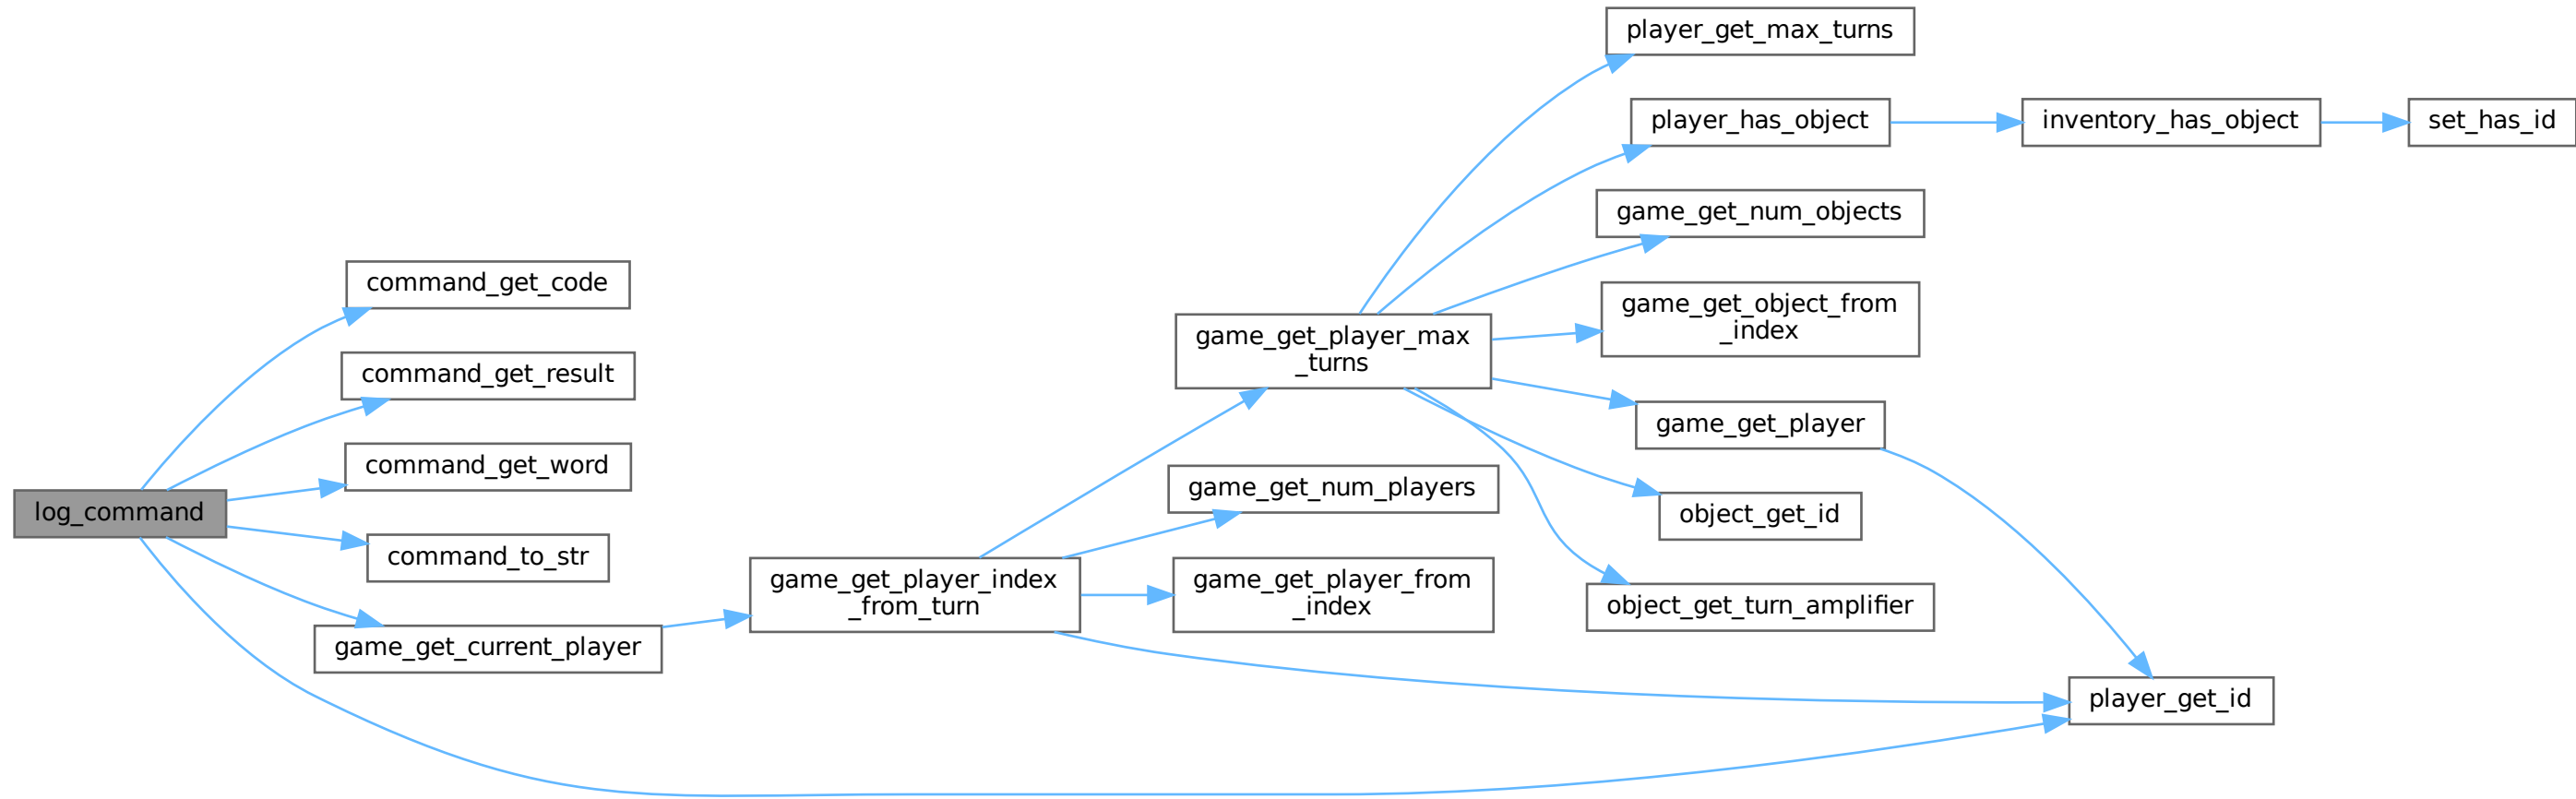 player_get_max_turns
player_has_object
inventory_has_object
set_has_id
game_get_num_objects
command_get_code
game_get_object_from
_index
game_get_player_max
_turns
command_get_result
game_get_player
command_get_word
game_get_num_players
log_command
object_get_id
command_to_str
game_get_player_index
_from_turn
game_get_player_from
_index
object_get_turn_amplifier
game_get_current_player
player_get_id